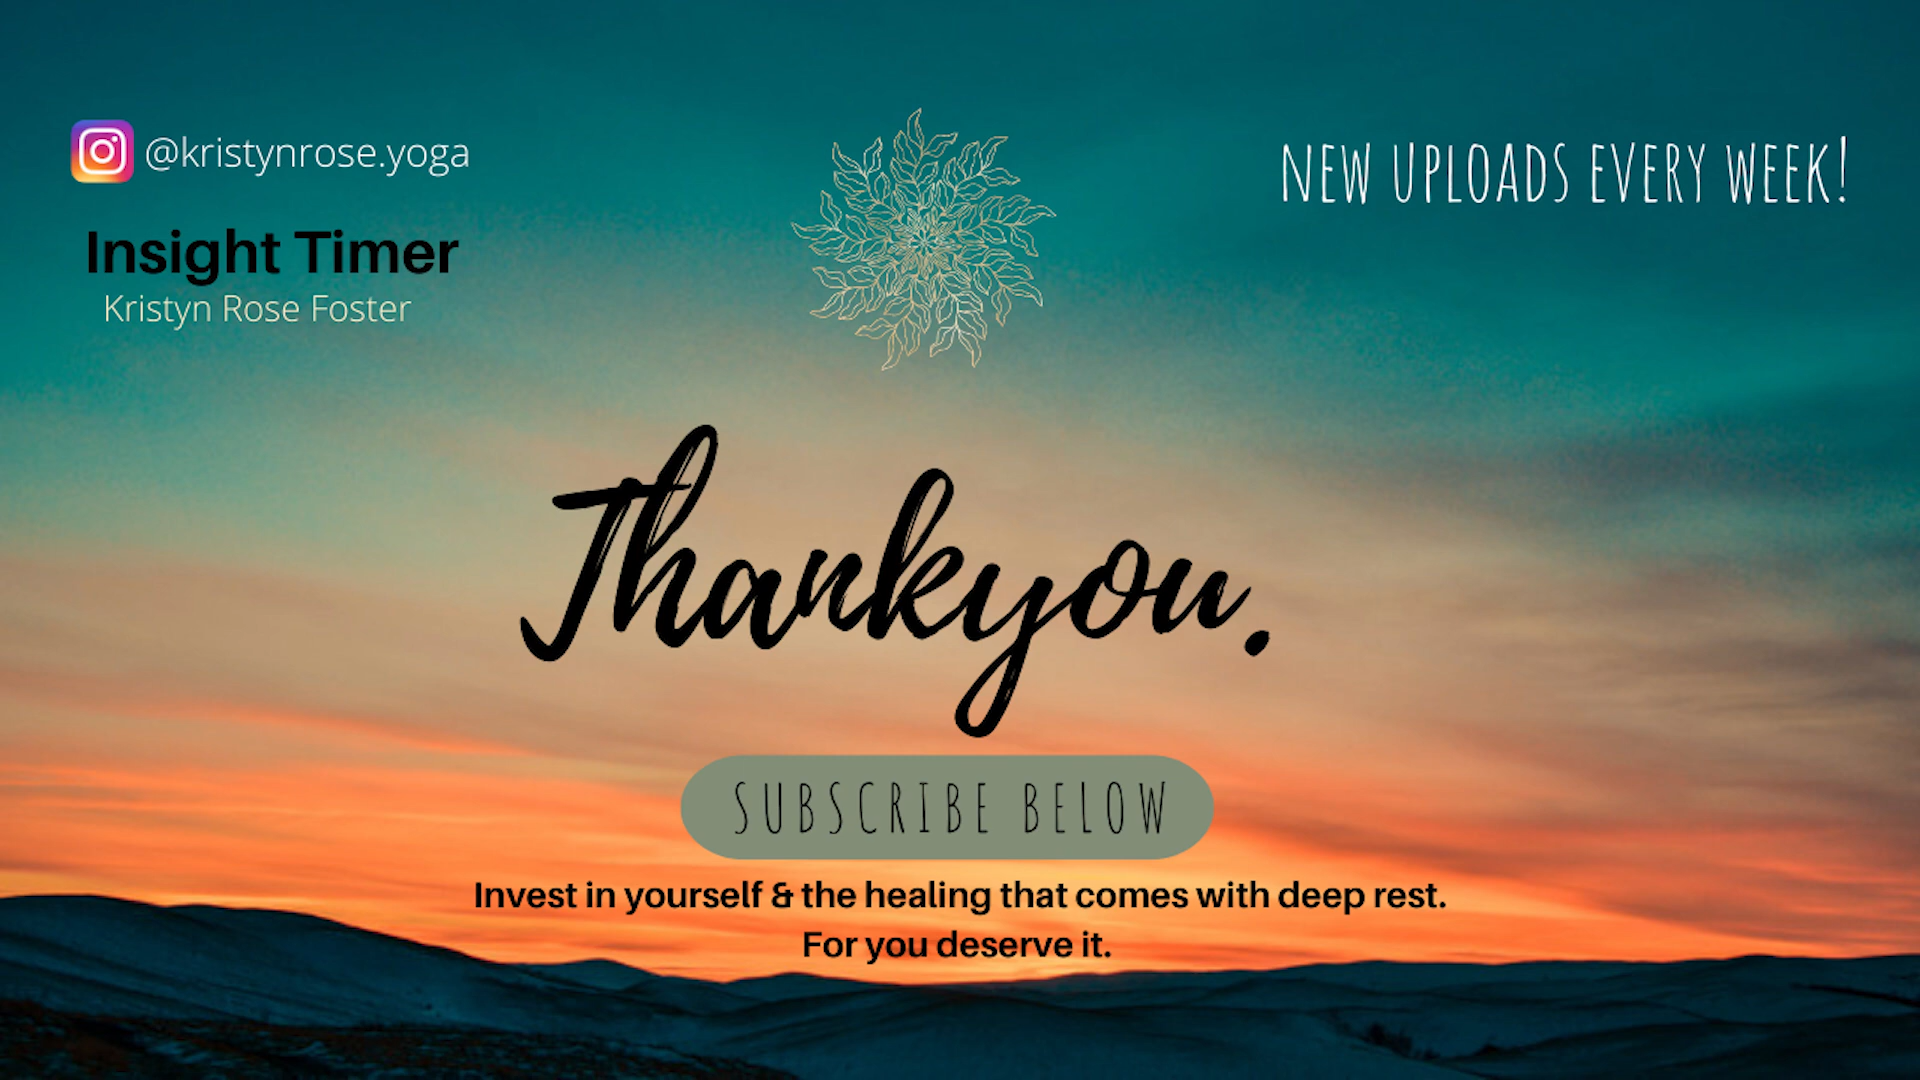 @kristynrose.yoga
Insight Timer
Kristyn Rose Foster
NEW UPLOADS EVERY WEEK!
Thankyou.
SUBSCRIBE BELOW
Invest in yourself & the healing that comes with deep rest.
For you deserve it.